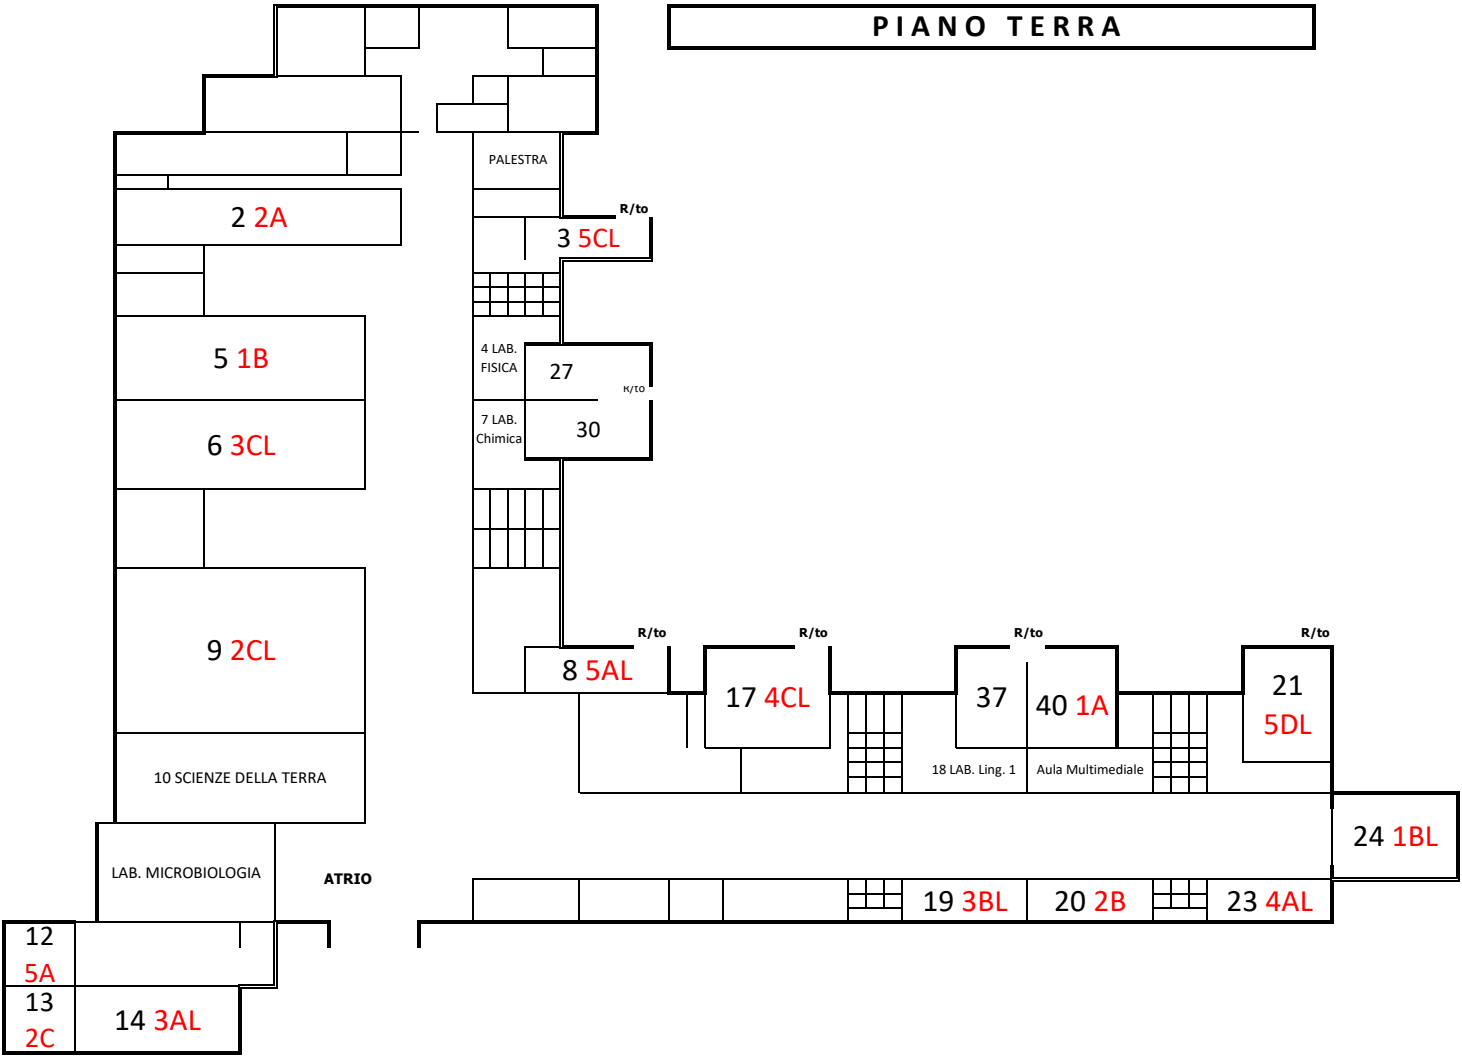 PIANO TERRA
PALESTRA
2 2A
R/to
3 5CL
4 LAB.
FISICA
5 1B
27
R/to
7 LAB.
Chimica
30
6 3CL
R/to
R/to
R/to
R/to
9 2CL
8 5AL
17 4CL
37
40 1A
21
5DL
10 SCIENZE DELLA TERRA
18 LAB. Ling. 1
Aula Multimediale
24 1BL
LAB. MICROBIOLOGIA
ATRIO
19 3BL
20 2B
23 4AL
12
5A
13
2C
14 3AL